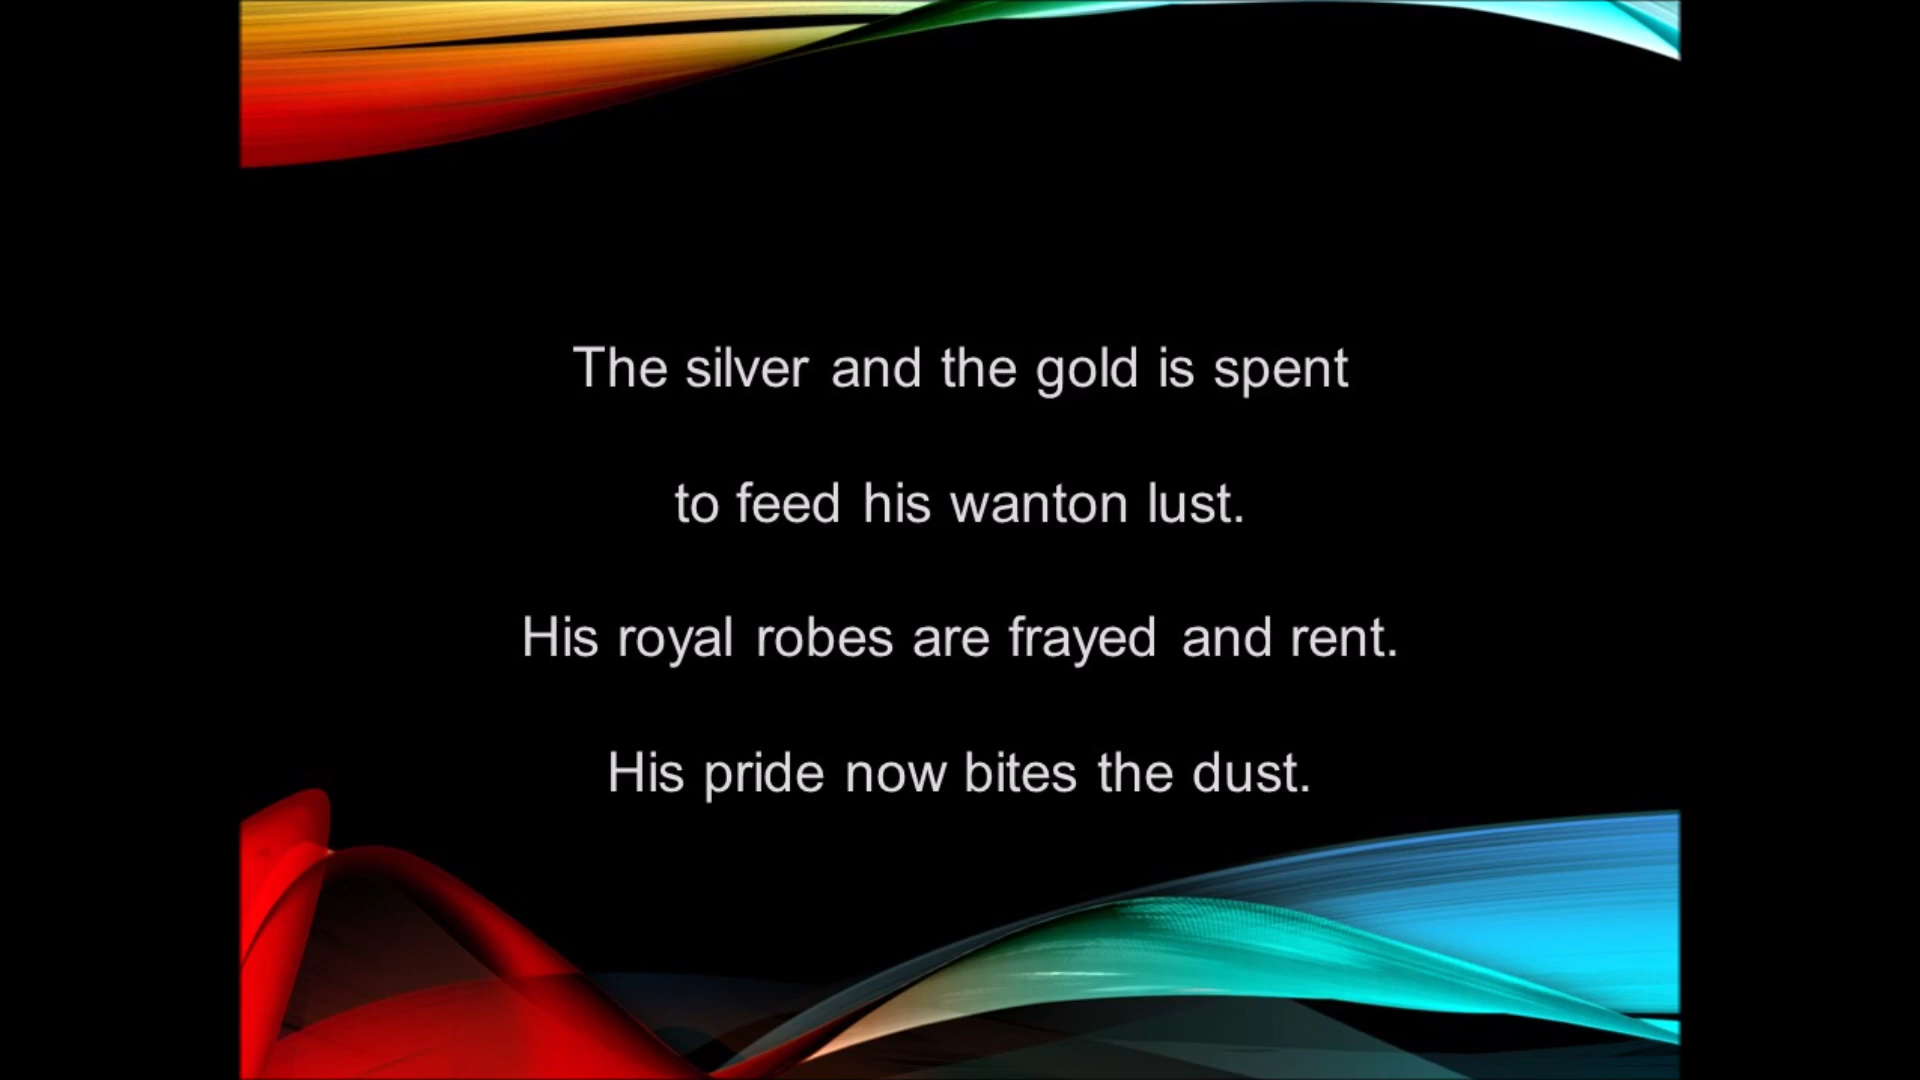 The silver and the gold is spent
to feed his wanton lust.
His royal robes are frayed and rent.
His pride now bites the dust.